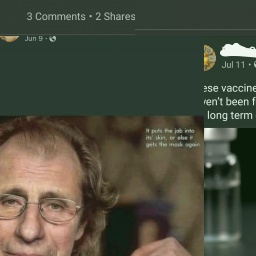 3 Comments • 2 Shares
Jun 9 •
Jul 11 •
ese vaccine
ven't been f
long term
It puts the jab into
its' skin, or else it
gets the mask again